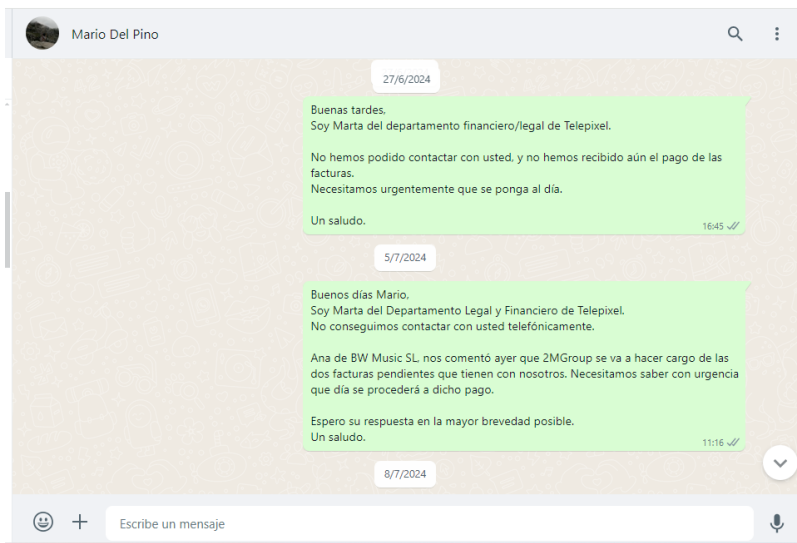 Mario Del Pino
27/6/2024
Buenas tardes,
Soy Marta del departamento financiero/legal de Telepixel.
No hemos podido contactar con usted, y no hemos recibido aún el pago de las
facturas.
Necesitamos urgentemente que se ponga al día.
Un saludo.
16:45
5/7/2024
Buenos días Mario,
Soy Marta del Departamento Legal y Financiero de Telepixel.
No conseguimos contactar con usted telefónicamente.
Ana de BW Music SL, nos comentó ayer que 2MGroup se va a hacer cargo de las
dos facturas pendientes que tienen con nosotros. Necesitamos saber con urgencia
que día se procederá a dicho pago.
Espero su respuesta en la mayor brevedad posible.
Un saludo.
11:16
8/7/2024
Escribe un mensaje